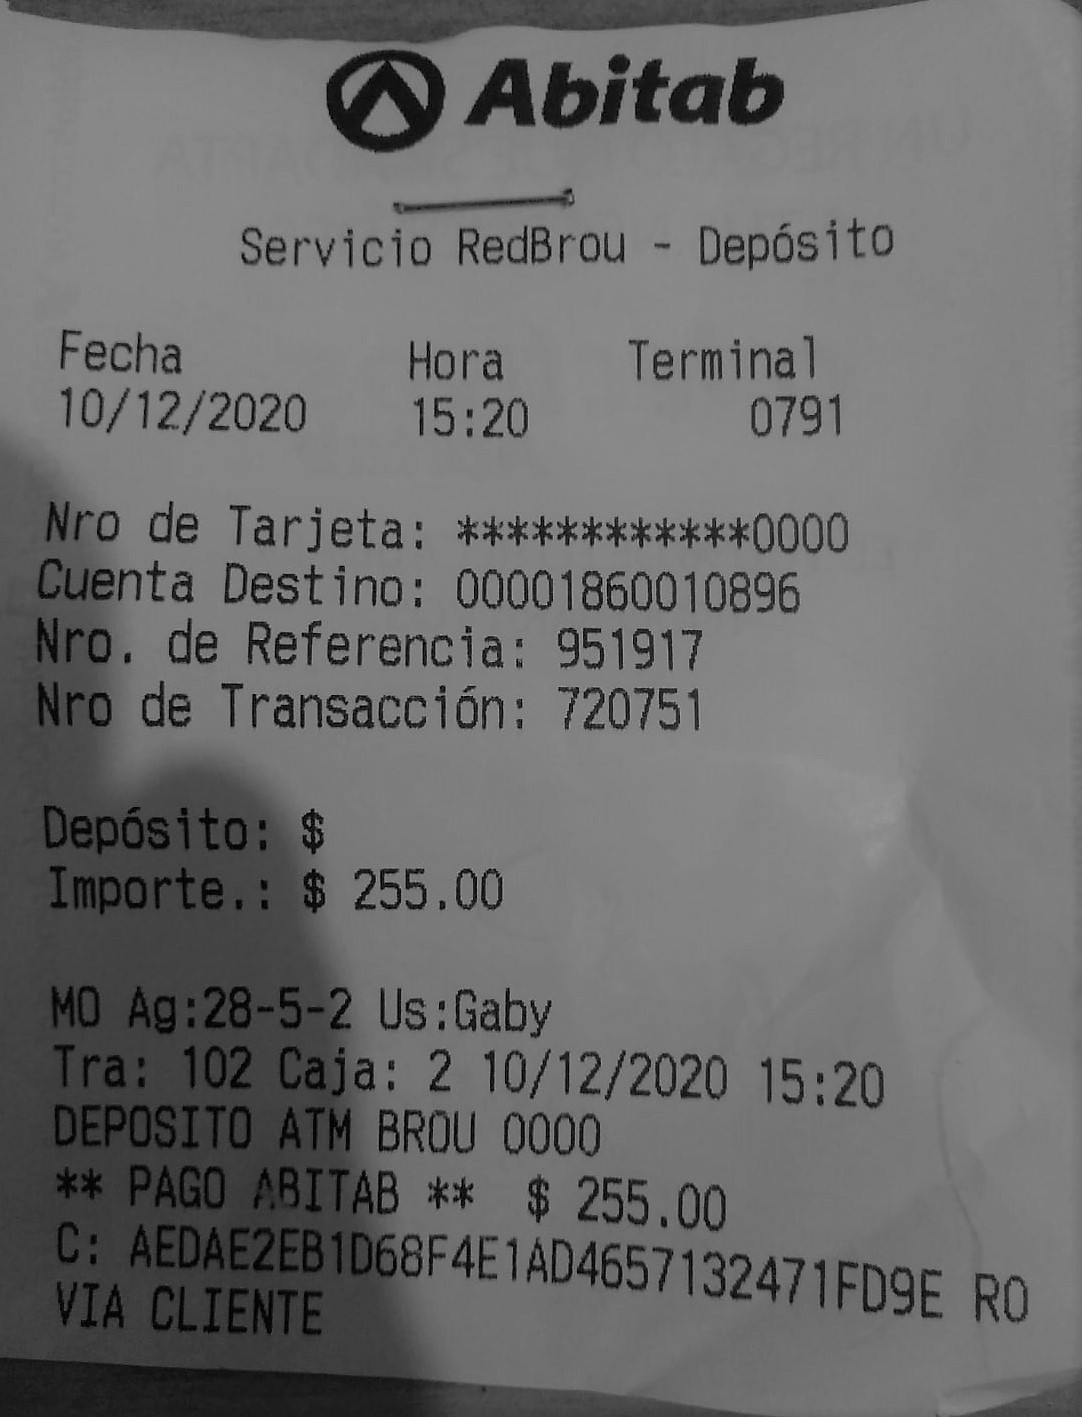 Abitab
Servicio RedBrou - Depósito
Fecha Hora Terminal
10/12/2020 15:20 0791
Nro de Tarjeta: ************0000
Cuenta Destino: 00001860010896
Nro. de Referencia: 951917
Nro de Transacción: 720751
Depósito: $
Importe.: $ 255.00
MO Ag:28-5-2 Us:Gaby
Tra: 102 Caja: 2 10/12/2020 15:20
DEPOSITO ATM BROU 0000
** PAGO ABITAB ** $ 255.00
C: AEDAE2EB1D68F4E1AD4657132471FD9E RO
VIA CLIENTE